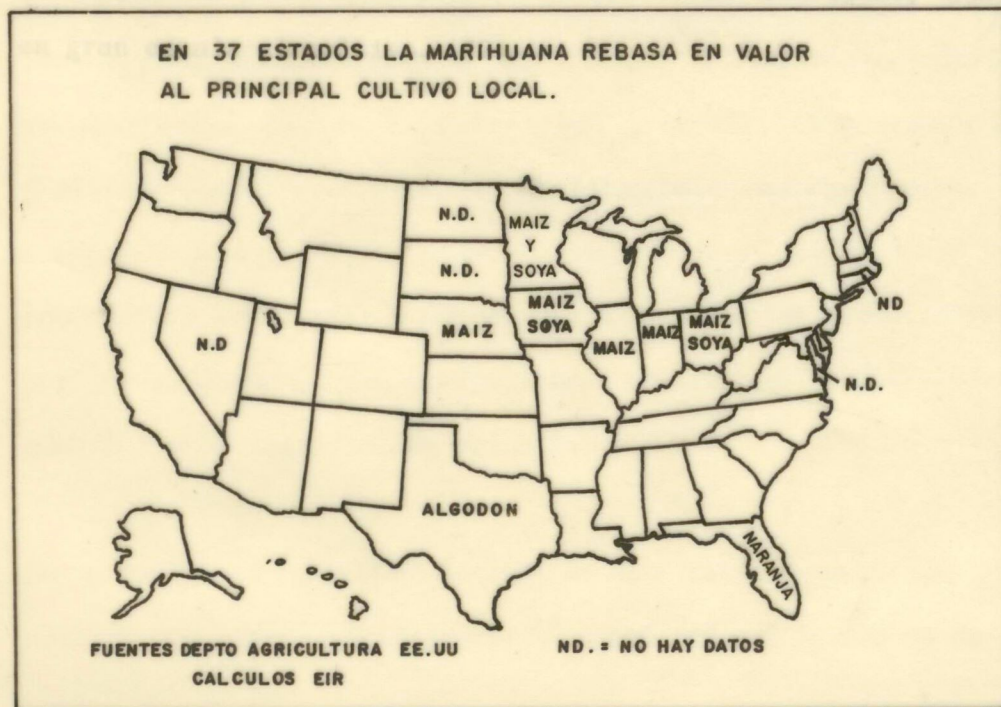 EN 37 ESTADOS LA MARIHUANA REBASA EN VALOR
AL PRINCIPAL CULTIVO LOCAL.
N.D.
MAIZ
Y
SOYA
N.D.
MAIZ
SOYA
MAIZ
N.D
MAIZ
MAIZ
MAIZ
SOYA
ND
N.D.
ALGODON
NARANJA
FUENTES DEPTO AGRICULTURA EE.UU
CALCULOS EIR
ND. = NO HAY DATOS